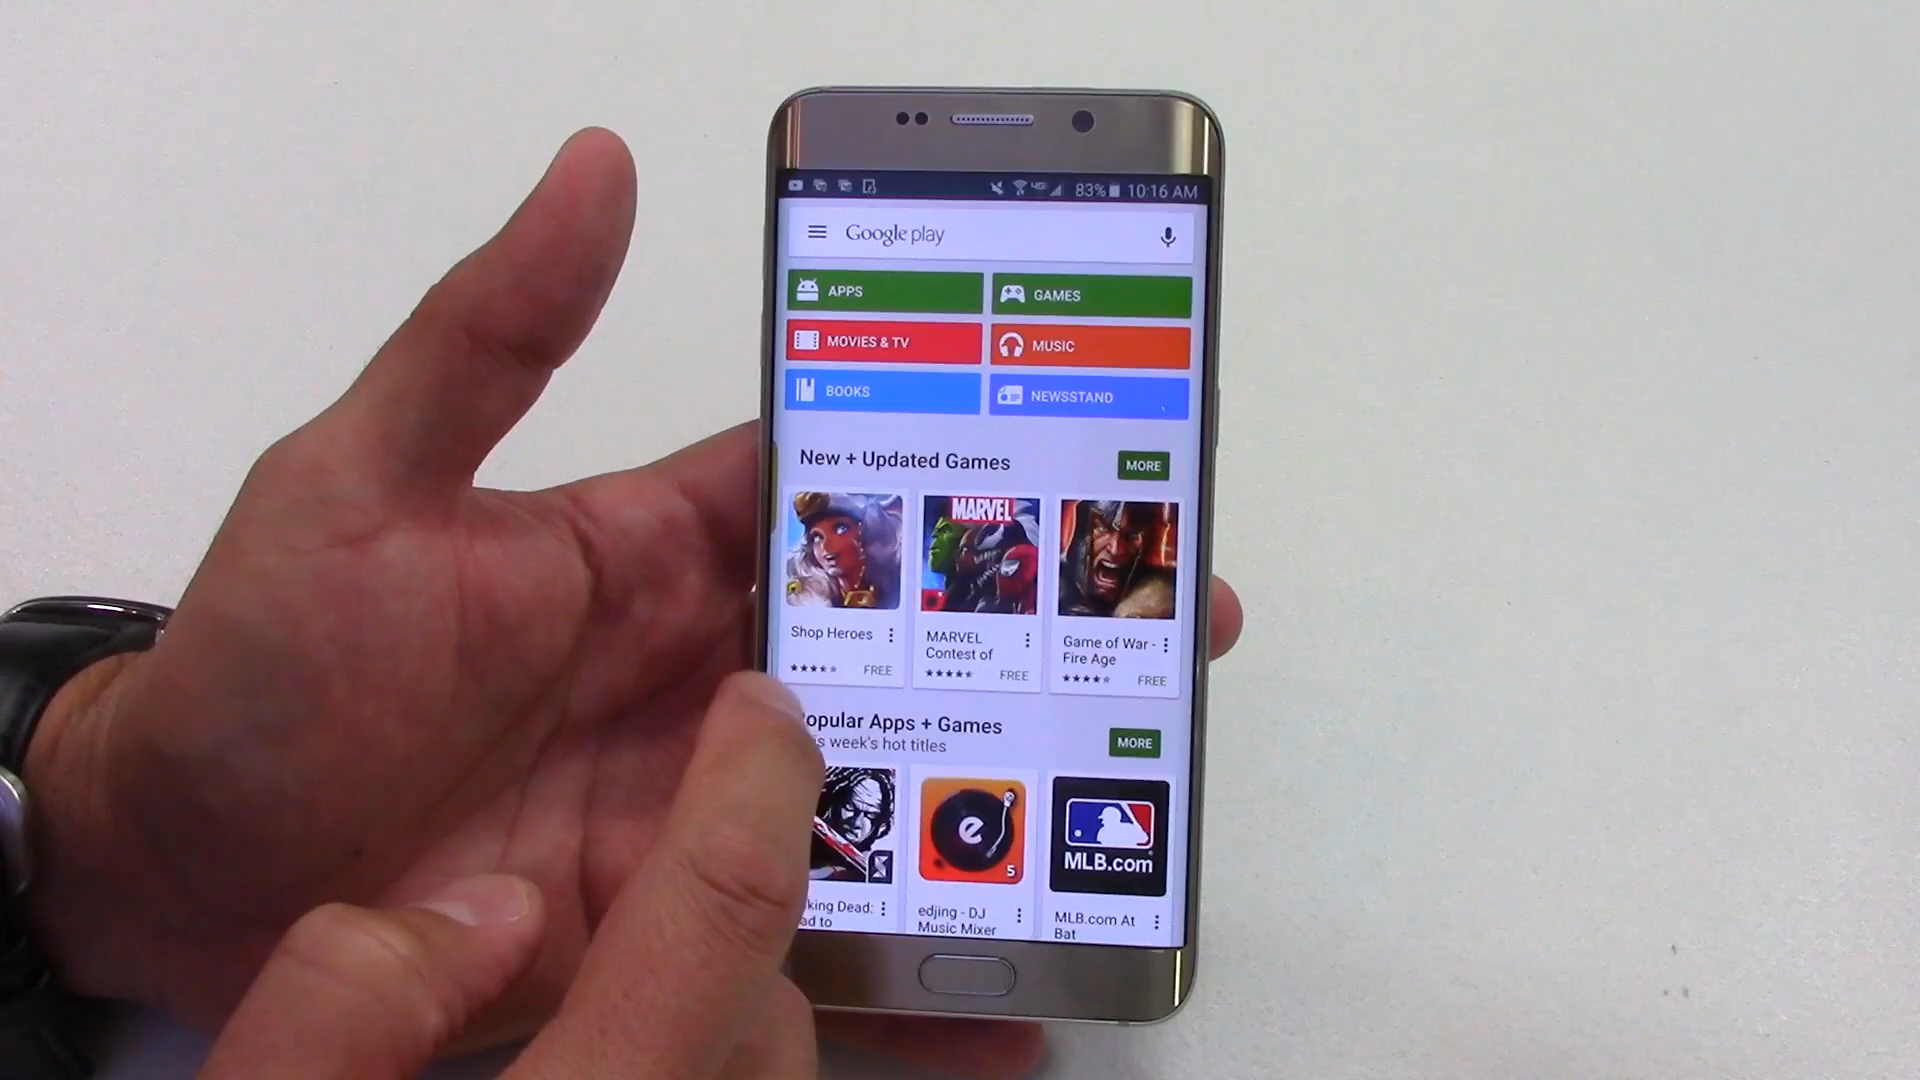 83% 10:16 AM
Google play
APPS
GAMES
MOVIES & TV
MUSIC
BOOKS
NEWSSTAND
New + Updated Games
MORE
MARVEL
Shop Heroes
FREE
MARVEL
Contest of
FREE
Game of War -
Fire Age
FREE
opular Apps + Games
is week's hot titles
MORE
e
5
MLB.com
king Dead:
ad to
edjing - DJ
Music Mixer
MLB.com At
Bat